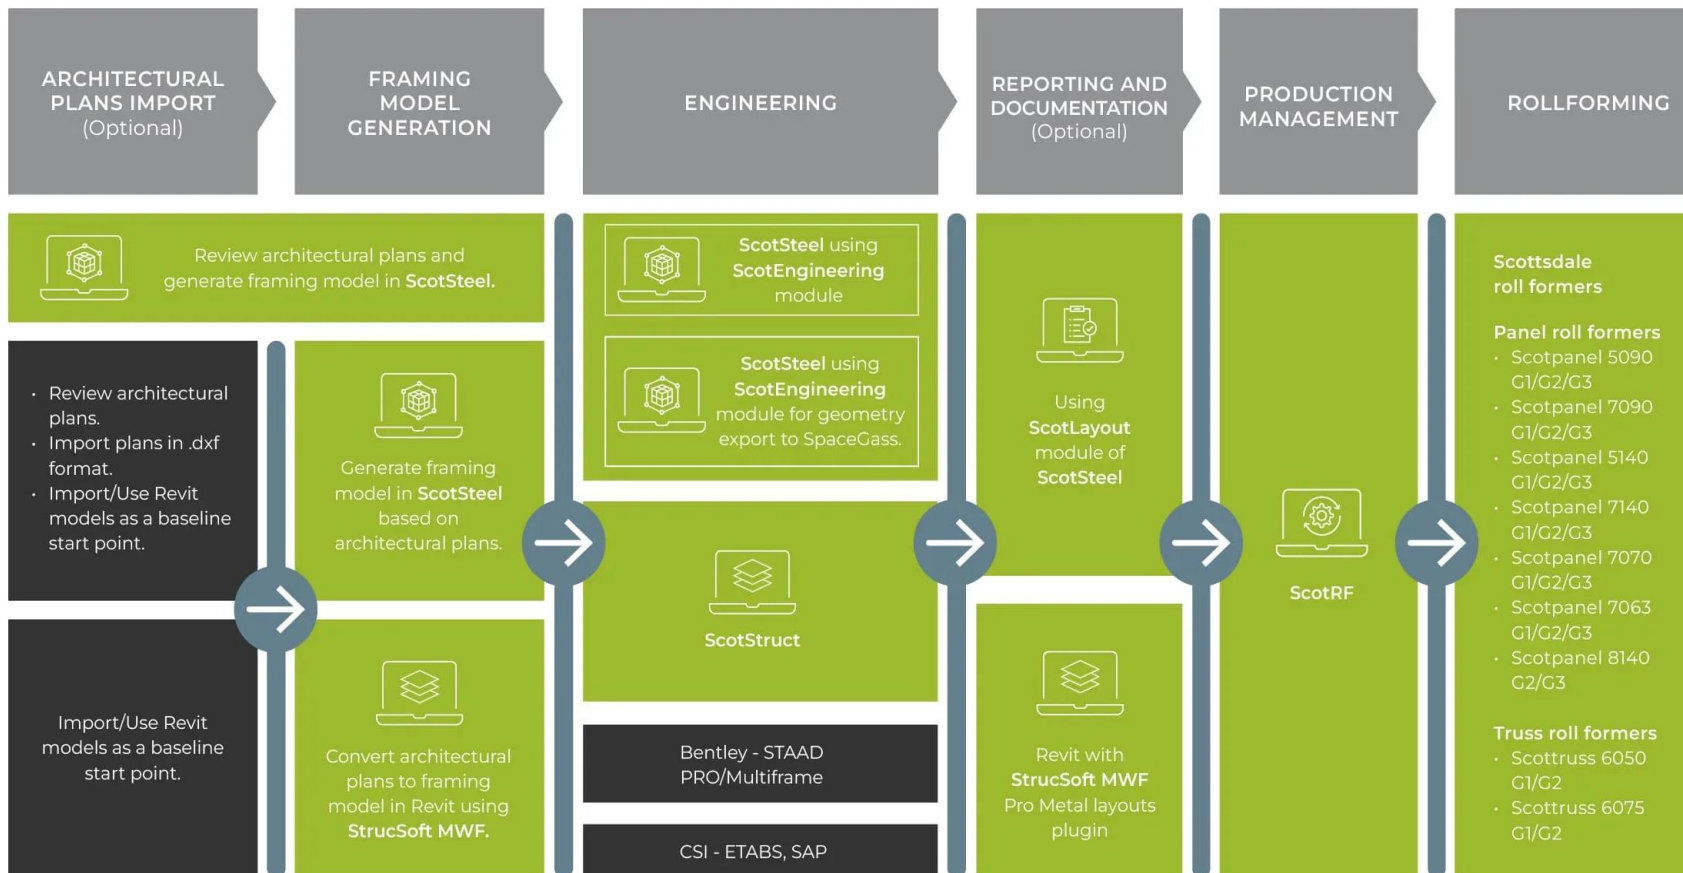 ARCHITECTURAL
PLANS IMPORT
(Optional)
FRAMING
MODEL
GENERATION
ENGINEERING
REPORTING AND
DOCUMENTATION
(Optional)
PRODUCTION
MANAGEMENT
ROLLFORMING
Review architectural plans and
generate framing model in ScotSteel.
• Review architectural
plans.
• Import plans in .dxf
format.
• Import/Use Revit
models as a baseline
start point.
Import/Use Revit
models as a baseline
start point.
Generate framing
model in ScotSteel
based on
architectural plans.
Convert architectural
plans to framing
model in Revit using
StrucSoft MWF.
ScotSteel using
ScotEngineering
module
ScotSteel using
ScotEngineering
module for geometry
export to SpaceGass.
ScotStruct
Bentley - STAAD
PRO/Multiframe
CSI - ETABS, SAP
Using
ScotLayout
module of
ScotSteel
Revit with
StrucSoft MWF
Pro Metal layouts
plugin
ScotRF
Scottsdale
roll formers
Panel roll formers
• Scotpanel 5090
G1/G2/G3
• Scotpanel 7090
G1/G2/G3
• Scotpanel 5140
G1/G2/G3
• Scotpanel 7140
G1/G2/G3
• Scotpanel 7070
G1/G2/G3
• Scotpanel 7063
G1/G2/G3
• Scotpanel 8140
G2/G3
Truss roll formers
• Scottruss 6050
G1/G2
• Scottruss 6075
G1/G2